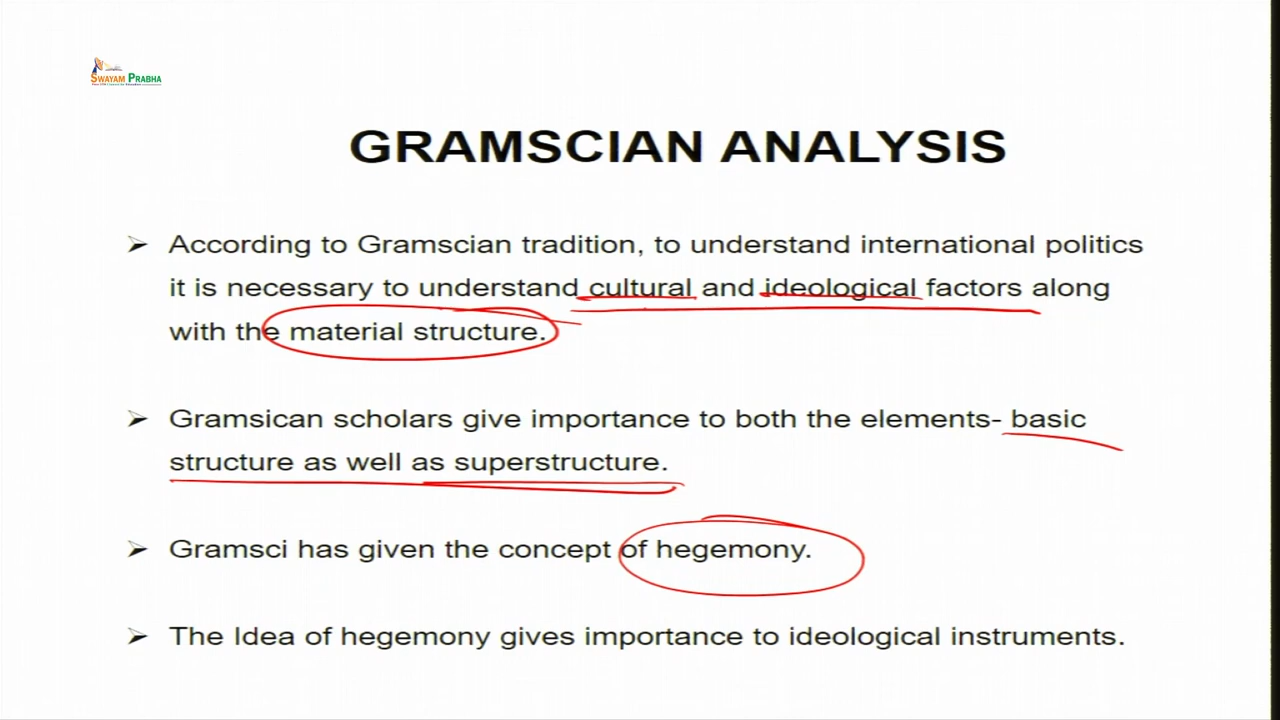 SWAYAM PRABHA
GRAMSCIAN ANALYSIS
➢ According to Gramscian tradition, to understand international politics
it is necessary to understand cultural and ideological factors along
with the material structure.
➢ Gramsican scholars give importance to both the elements- basic
structure as well as superstructure.
➢ Gramsci has given the concept of hegemony.
➢ The Idea of hegemony gives importance to ideological instruments.